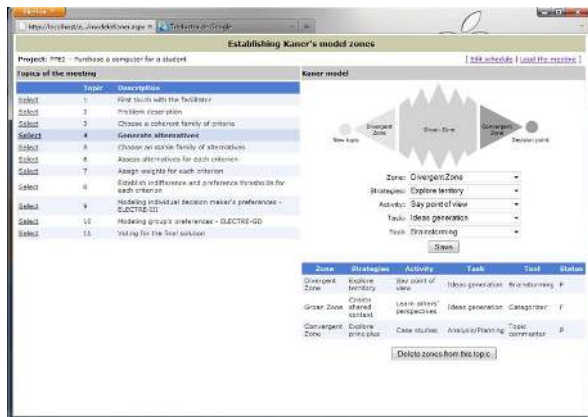 Establishing Kaner's model zones
Project: - Purchase a computer for a student
[ Edit schedule | Lead the meeting ]
Topics of the meeting
Topic Description
Select 1 First touch with the facilitator
Select 2 Problem description
Select 3 Choose a coherent family of criteria
Select 4 Generate alternatives
Select 5 Choose an stable family of alternatives
Select 6 Assess alternatives for each criterion
Select 7 Assign weights for each criterion
Select 8 Establish indifference and preference thresholds for
each criterion
Select 9 Modeling individual decision maker's preferences -
ELECTRE-III
Select 10 Modeling group's preferences - ELECTRE-GD
Select 11 Voting for the final solution
Kaner model
New topic
Divergent
Zone
Groan Zone
Convergent
Zone
Decision point
Zone: Divergent Zone
Strategies: Explore territory
Activity: Say point of view
Task: Ideas generation
Tool: Brainstorming
Save
Zone Strategies Activity Task Tool Status
Divergent
Zone
Explore
territory
Say point of
view
Ideas generation
Brainstorming
P
Groan Zone
Create
shared
context
Learn others'
perspectives
Ideas generation
Categorizer
Convergent
Zone
Explore
principles
Case studies
Analysis/Planning
Topic
commenter
P
Delete zones from this topic